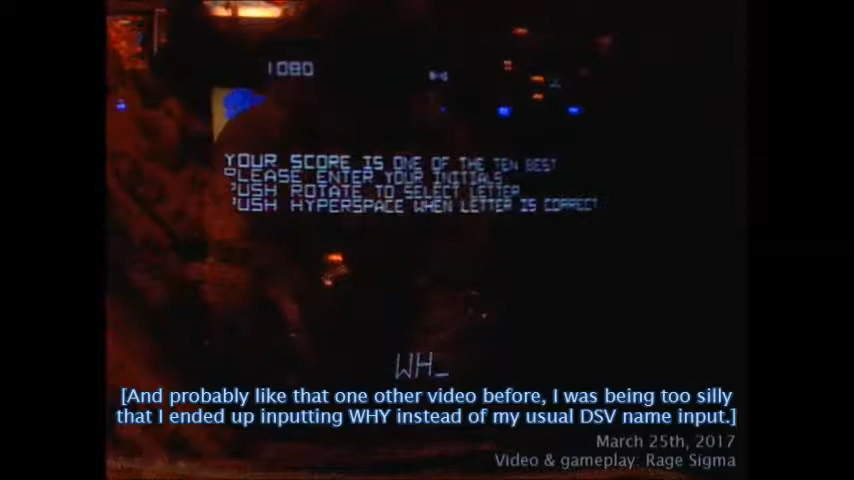 1080
YOUR SCORE IS ONE OF THE TEN BEST
PLEASE ENTER YOUR INITIALS
PUSH ROTATE TO SELECT LETTER
PUSH HYPERSPACE WHEN LETTER IS CORRECT
WH_
[And probably like that one other video before, I was being too silly
that I ended up inputting WHY instead of my usual DSV name input.]
March 25th, 2017
Video & gameplay: Rage Sigma